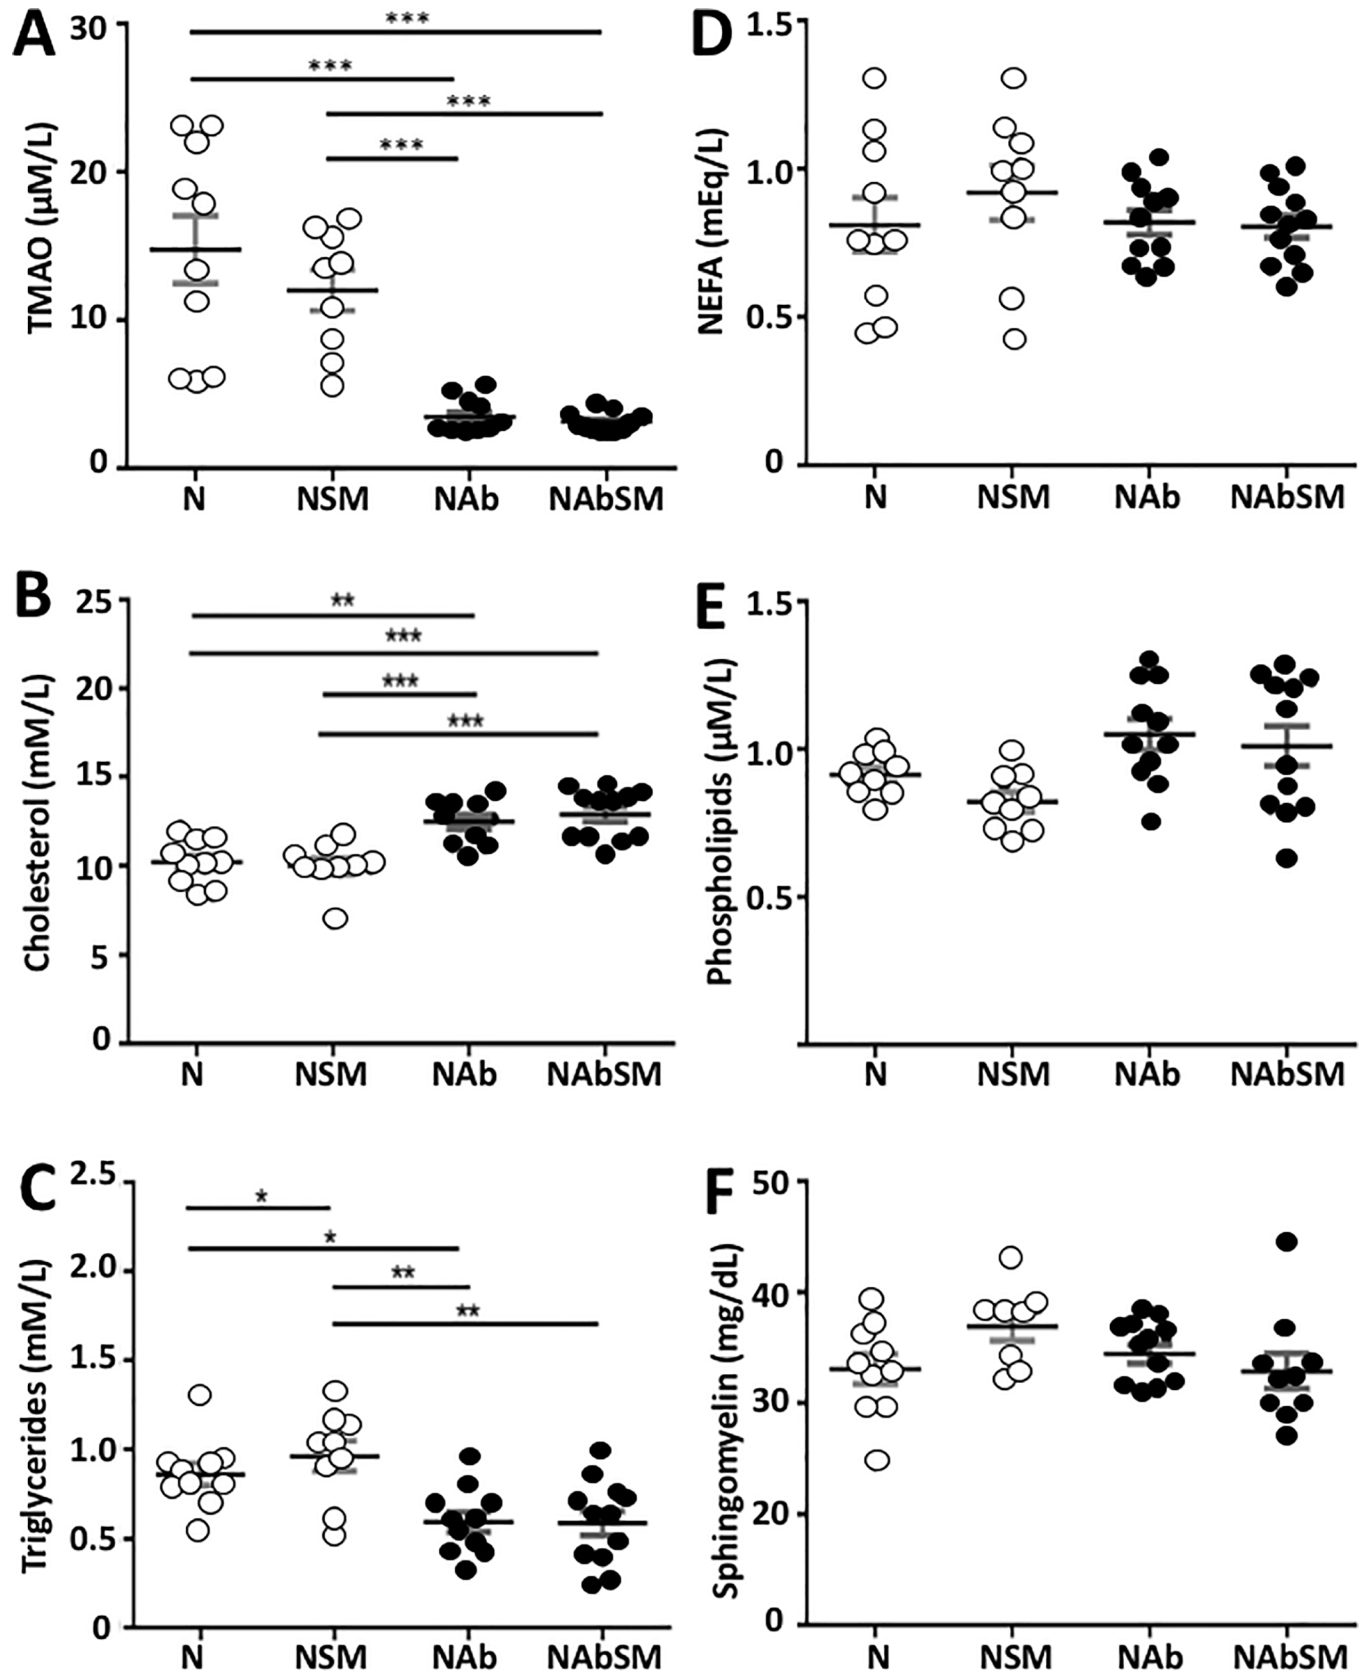 A
TMAO (µM/L)
30
20
10
0
***
***
***
***
N NSM NAb NAbSM
D
NEFA (mEq/L)
1.5
1.0
0.5
0
N NSM NAb NAbSM
B
Cholesterol (mM/L)
25
20
15
10
5
0
**
***
***
***
N NSM NAb NAbSM
E
Phospholipids (µM/L)
1.5
1.0
0.5
N NSM NAb NAbSM
C
Triglycerides (mM/L)
2.5
2.0
1.5
1.0
0.5
0
*
*
**
**
N NSM NAb NAbSM
F
Sphingomyelin (mg/dL)
50
40
30
20
0
N NSM NAb NAbSM